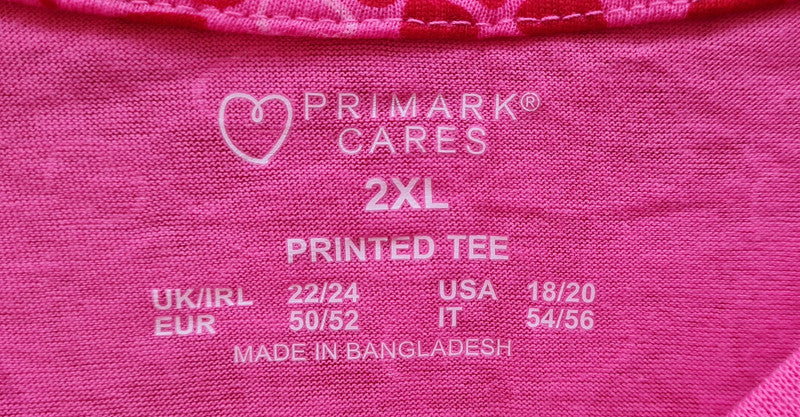 PRIMARK®
CARES
2XL
PRINTED TEE
UK/IRL 22/24 USA 18/20
EUR 50/52 IT 54/56
MADE IN BANGLADESH